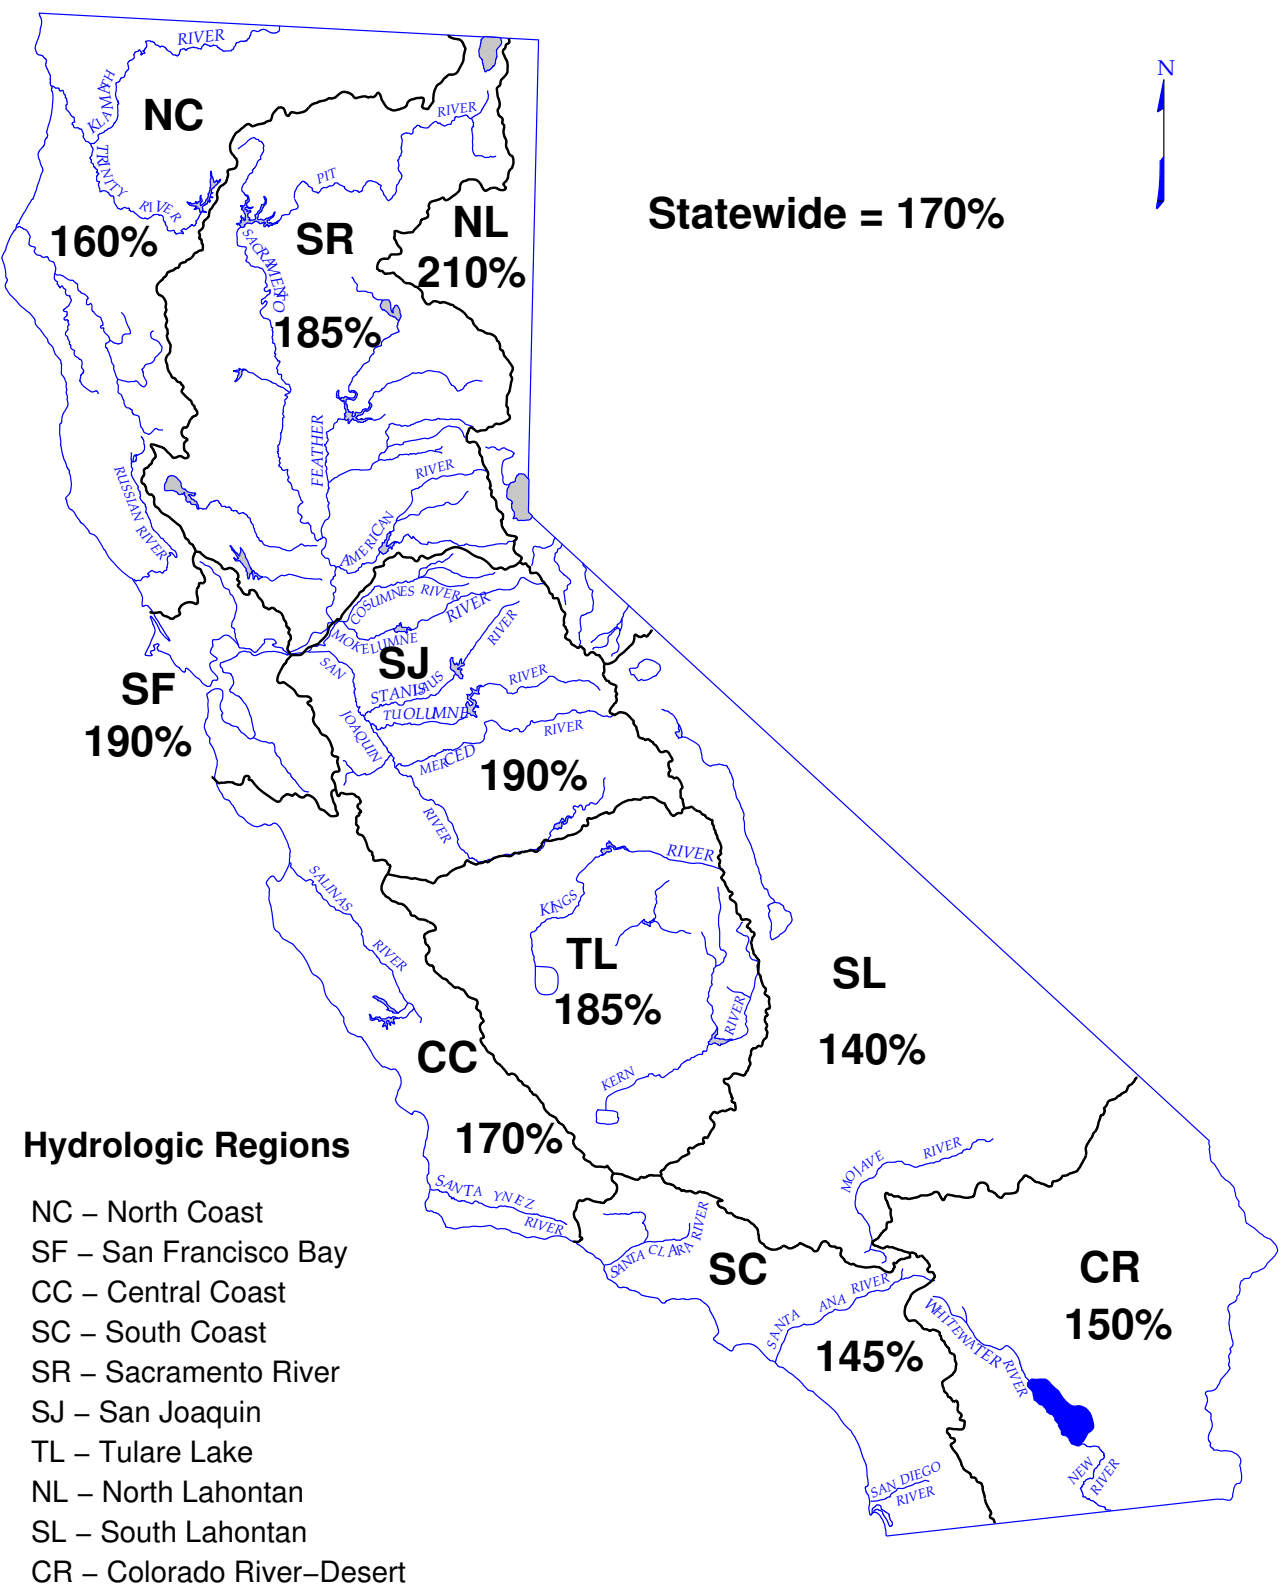 RIVER
N
KLAMATH
NC
RIVER
TRINITY
RIVER
PIT
Statewide = 170%
160%
SR
NL
210%
SACRAMENTO
185%
FEATHER
RIVER
RUSSIAN RIVER
AMERICAN
COSUMNES RIVER
RIVER
MOKELUMNE
RIVER
SJ
SAN
STANISLAUS
RIVER
SF
190%
TUOLUMNE
JOAQUIN
RIVER
MERCED
190%
RIVER
RIVER
SALINAS
KINGS
RIVER
TL
185%
SL
140%
RIVER
CC
KERN
170%
Hydrologic Regions
MOJAVE
RIVER
SANTA YNEZ
RIVER
NC – North Coast
SF – San Francisco Bay
CC – Central Coast
SC – South Coast
SR – Sacramento River
SJ – San Joaquin
TL – Tulare Lake
NL – North Lahontan
SL – South Lahontan
CR – Colorado River–Desert
SANTA CLARA RIVER
SC
CR
150%
SANTA ANA RIVER
145%
WHITEWATER
RIVER
NEW
RIVER
SAN DIEGO
RIVER